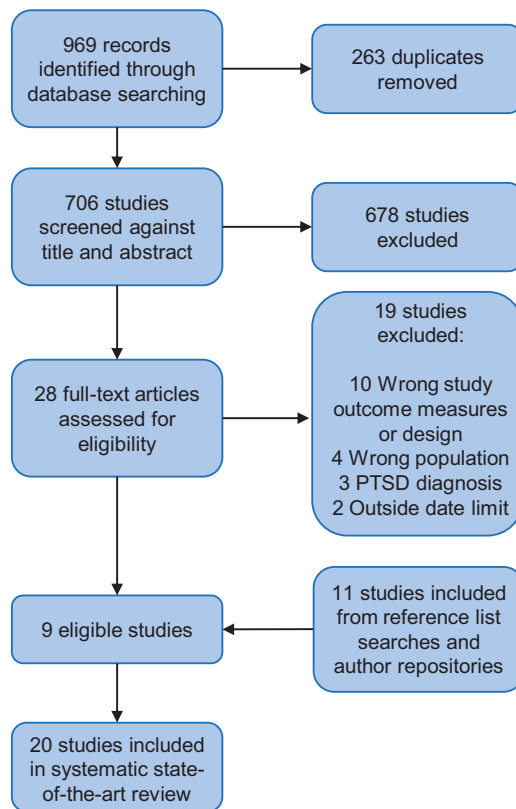 969 records
identified through
database searching
263 duplicates
removed
706 studies
screened against
title and abstract
678 studies
excluded
28 full-text articles
assessed for
eligibility
19 studies
excluded:
10 Wrong study
outcome measures
or design
4 Wrong population
3 PTSD diagnosis
2 Outside date limit
9 eligible studies
11 studies included
from reference list
searches and
author repositories
20 studies included
in systematic state-
of-the-art review